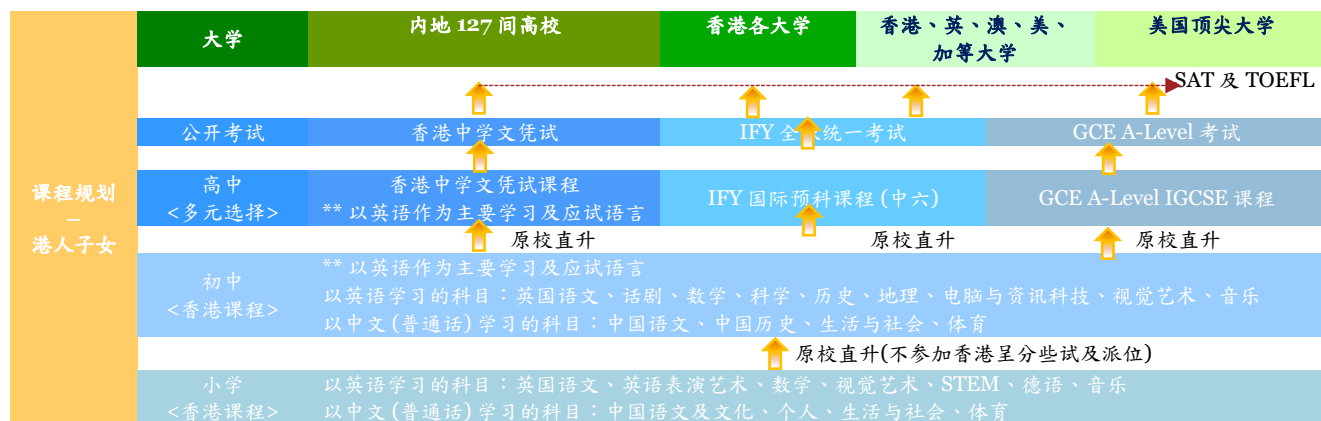 大学
内地 127 间高校
香港各大学
香港、英、澳、美、
加等大学
美国顶尖大学
SAT 及 TOEFL
公开考试
香港中学文凭试
IFY 全 统一考试
GCE A-Level 考试
课程规划
–
港人子女
高中
<多元选择>
香港中学文凭试课程
** 以英语作为主要学习及应试语言
IFY 国际预科课程 (中六)
GCE A-Level IGCSE 课程
原校直升
原校直升
原校直升
初中
<香港课程>
** 以英语作为主要学习及应试语言
以英语学习的科目：英国语文、话剧、数学、科学、历史、地理、电脑与资讯科技、视觉艺术、音乐
以中文 (普通话) 学习的科目：中国语文、中国历史、生活与社会、体育
原校直升(不参加香港呈分些试及派位)
小学
<香港课程>
以英语学习的科目：英国语文、英语表演艺术、数学、视觉艺术、STEM、德语、音乐
以中文 (普通话) 学习的科目：中国语文及文化、个人、生活与社会、体育